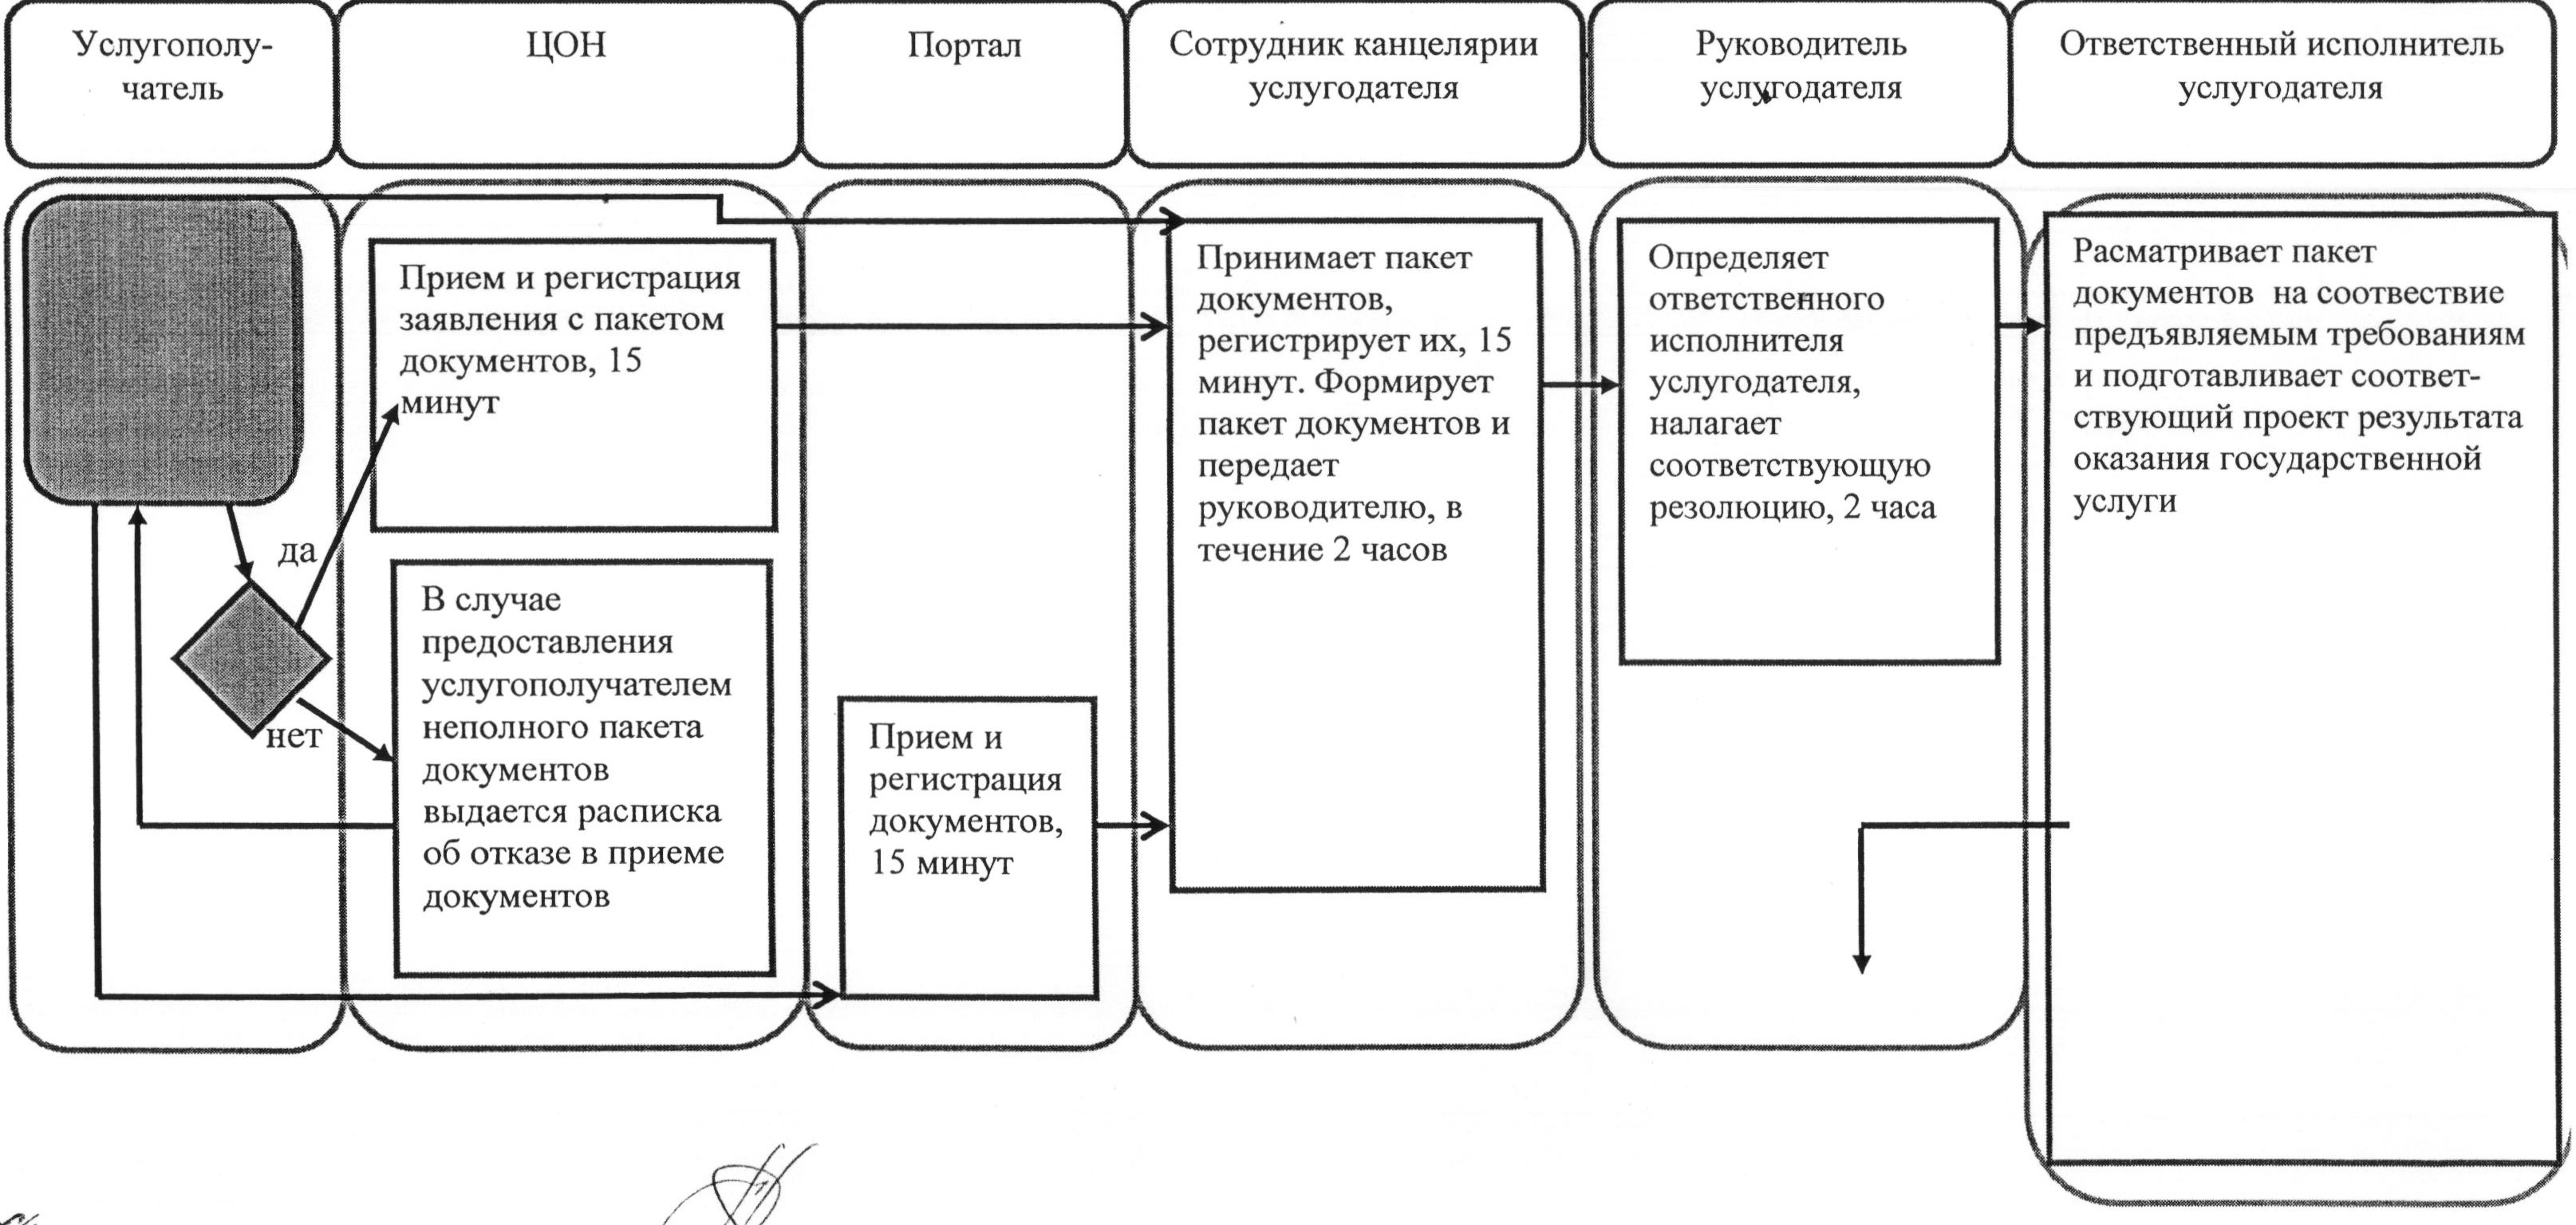 Услугополу-
чатель
ЦОН
Портал
Сотрудник канцелярии
услугодателя
Руководитель
услугодателя
Ответственный исполнитель
услугодателя
Прием и регистрация
заявления с пакетом
документов, 15
минут
да
нет
В случае
предоставления
услугополучателем
неполного пакета
документов
выдается расписка
об отказе в приеме
документов
Прием и
регистрация
документов,
15 минут
Принимает пакет
документов,
регистрирует их, 15
минут. Формирует
пакет документов и
передает
руководителю, в
течение 2 часов
Определяет
ответственного
исполнителя
услугодателя,
налагает
соответствующую
резолюцию, 2 часа
Расматривает пакет
документов на соотвествие
предъявляемым требованиям
и подготавливает соответ-
ствующий проект результата
оказания государственной
услуги